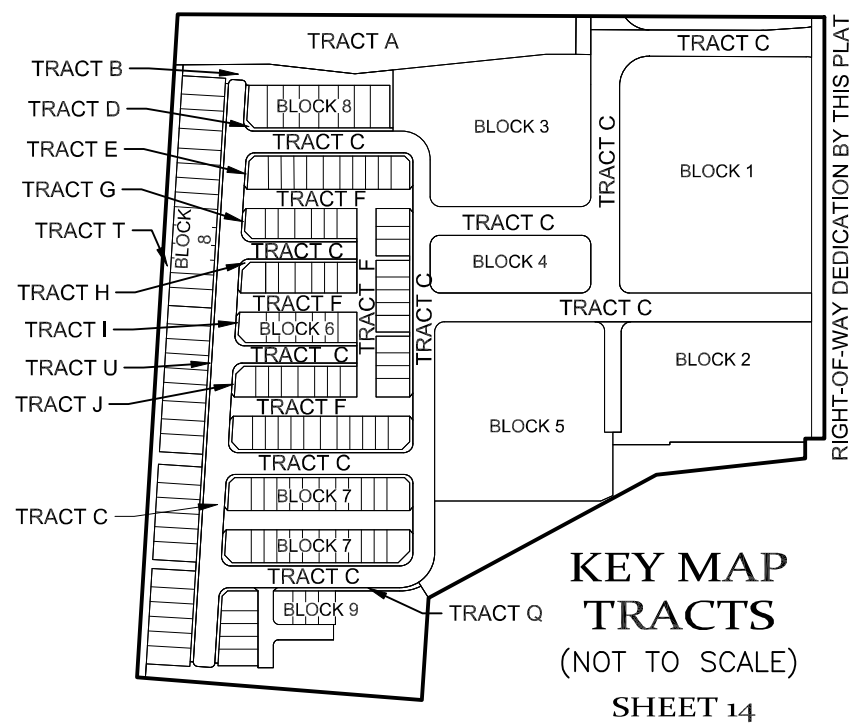 TRACT A
TRACT C
TRACT B
TRACT D
BLOCK 8
BLOCK 3
TRACT C
TRACT C
TRACT E
BLOCK 1
TRACT G
TRACT F
TRACT T
BLOCK 8
TRACT C
TRACT C
BLOCK 4
TRACT H
TRACT F
TRACT C
TRACT F
TRACT C
TRACT I
BLOCK 6
TRACT U
TRACT C
BLOCK 2
TRACT J
TRACT F
BLOCK 5
TRACT C
BLOCK 7
TRACT C
BLOCK 7
TRACT C
BLOCK 9
TRACT Q
RIGHT-OF-WAY DEDICATION BY THIS PLAT
KEY MAP
TRACTS
(NOT TO SCALE)
SHEET 14